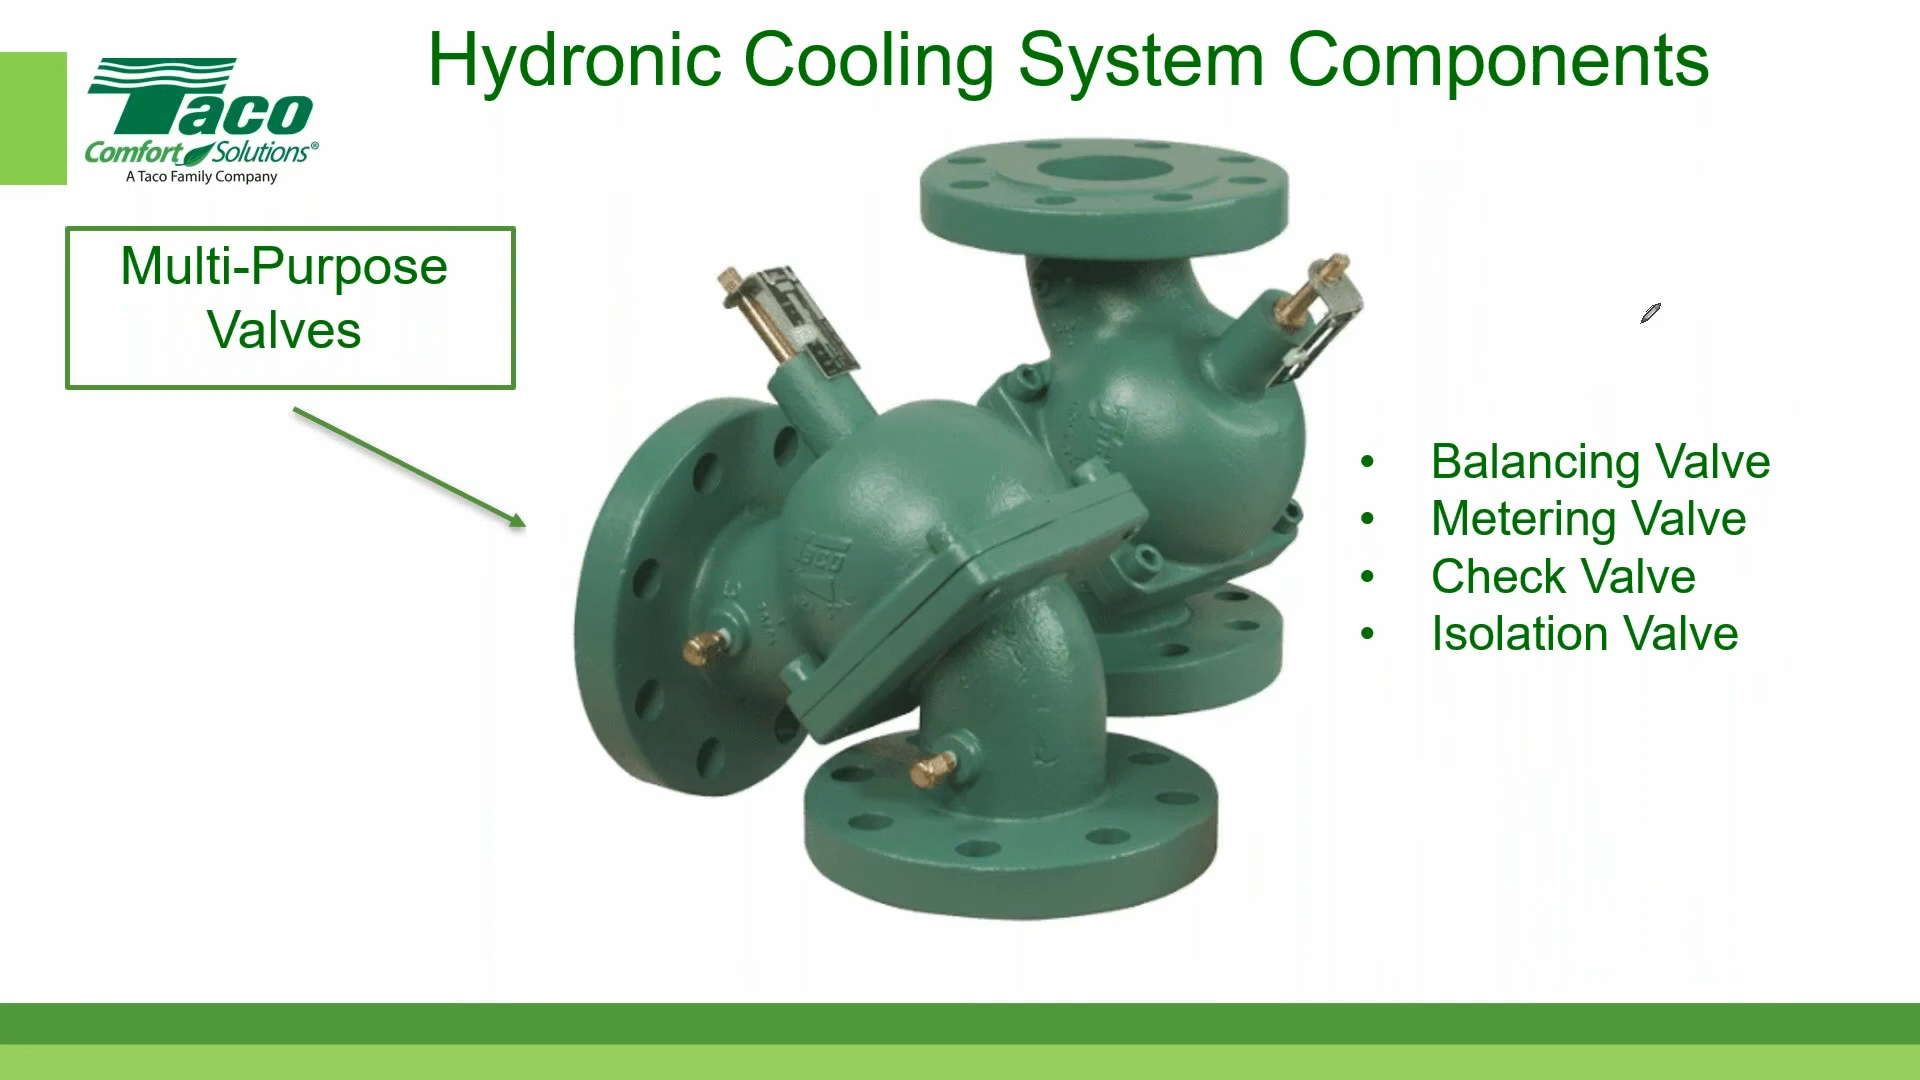 Hydronic Cooling System Components
Taco
Comfort Solutions®
A Taco Family Company
Multi-Purpose
Valves
• Balancing Valve
• Metering Valve
• Check Valve
• Isolation Valve
Taco